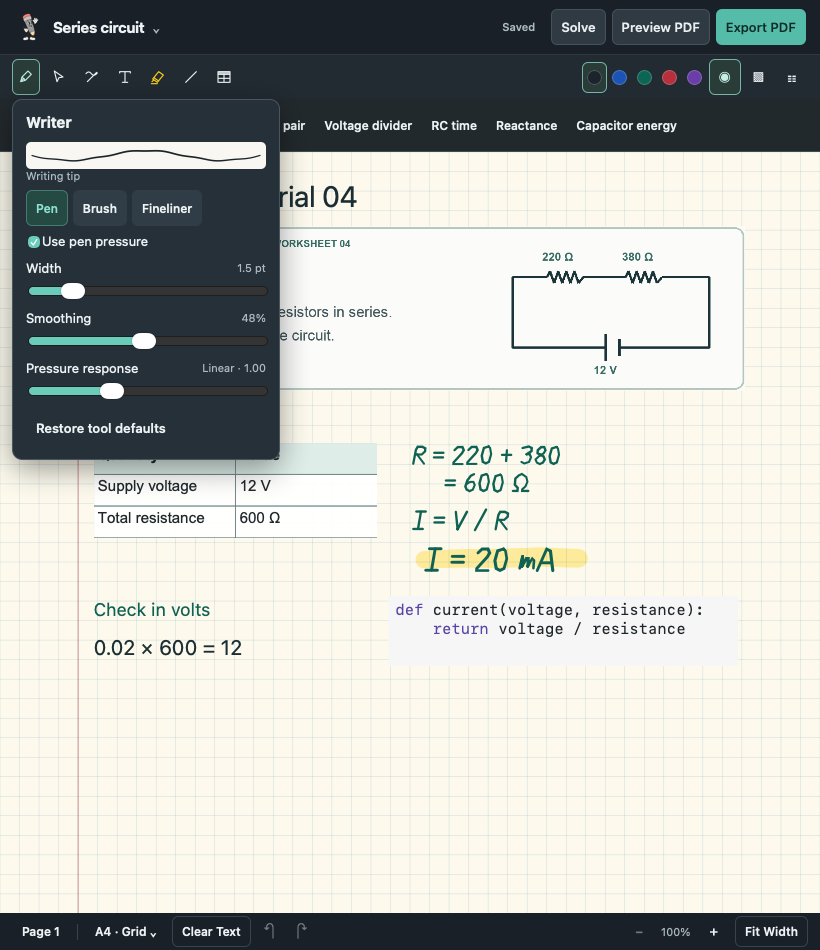 Series circuit
Saved
Solve
Preview PDF
Export PDF
T
pair
Voltage divider
RC time
Reactance
Capacitor energy
Writer
Writing tip
Pen
Brush
Fineliner
Use pen pressure
Width
1.5 pt
Smoothing
48%
Pressure response
Linear · 1.00
Restore tool defaults
rial 04
ORKSHEET 04
esistors in series.
e circuit.
220 Ω
380 Ω
12 V
Supply voltage
12 V
Total resistance
600 Ω
R = 220 + 380
= 600 Ω
I = V / R
I = 20 mA
Check in volts
0.02 × 600 = 12
def current(voltage, resistance):
return voltage / resistance
Page 1
A4 · Grid
Clear Text
100%
Fit Width